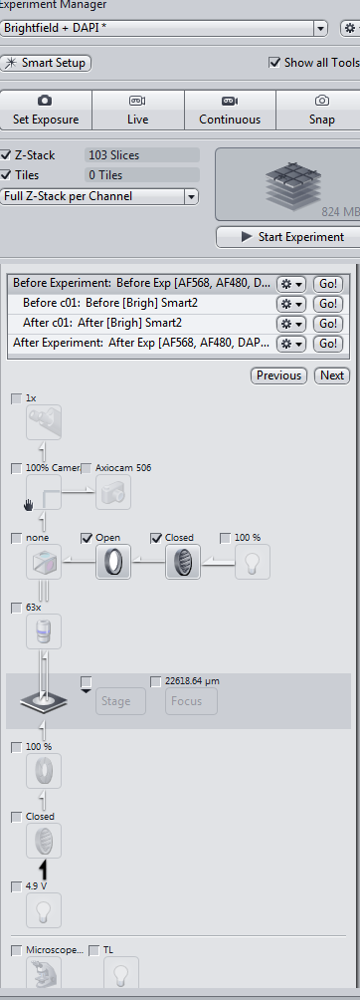 Experiment Manager
Brightfield + DAPI *
Smart Setup
Show all Tools
Set Exposure
Live
Continuous
Snap
Z-Stack
103 Slices
Tiles
0 Tiles
Full Z-Stack per Channel
824 MB
Start Experiment
Before Experiment: Before Exp [AF568, AF480, D... Go!
Before c01: Before [Brigh] Smart2 Go!
After c01: After [Brigh] Smart2 Go!
After Experiment: After Exp [AF568, AF480, DAP... Go!
Previous Next
1x
100% Camer
Axiocam 506
none
Open
Closed
100 %
63x
22618.64 µm
Stage
Focus
100 %
Closed
4.9 V
Microscope...
TL